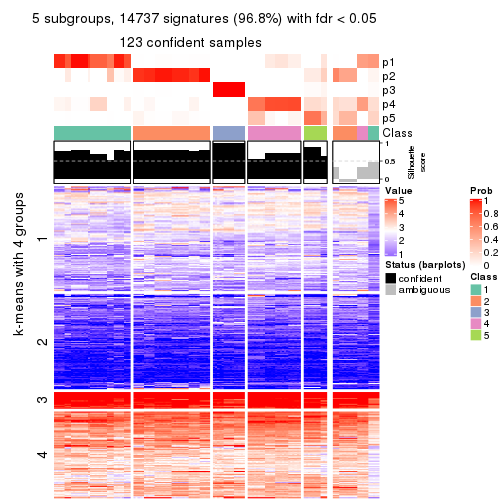 5 subgroups, 14737 signatures (96.8%) with fdr < 0.05
123 confident samples
p1
p2
p3
p4
p5
Class
1
0.5
0
Silhouette
score
k-means with 4 groups
1
2
3
4
Value
5
4
3
2
1
Status (barplots)
confident
ambiguous
Prob
1
0.8
0.6
0.4
0.2
0
Class
1
2
3
4
5